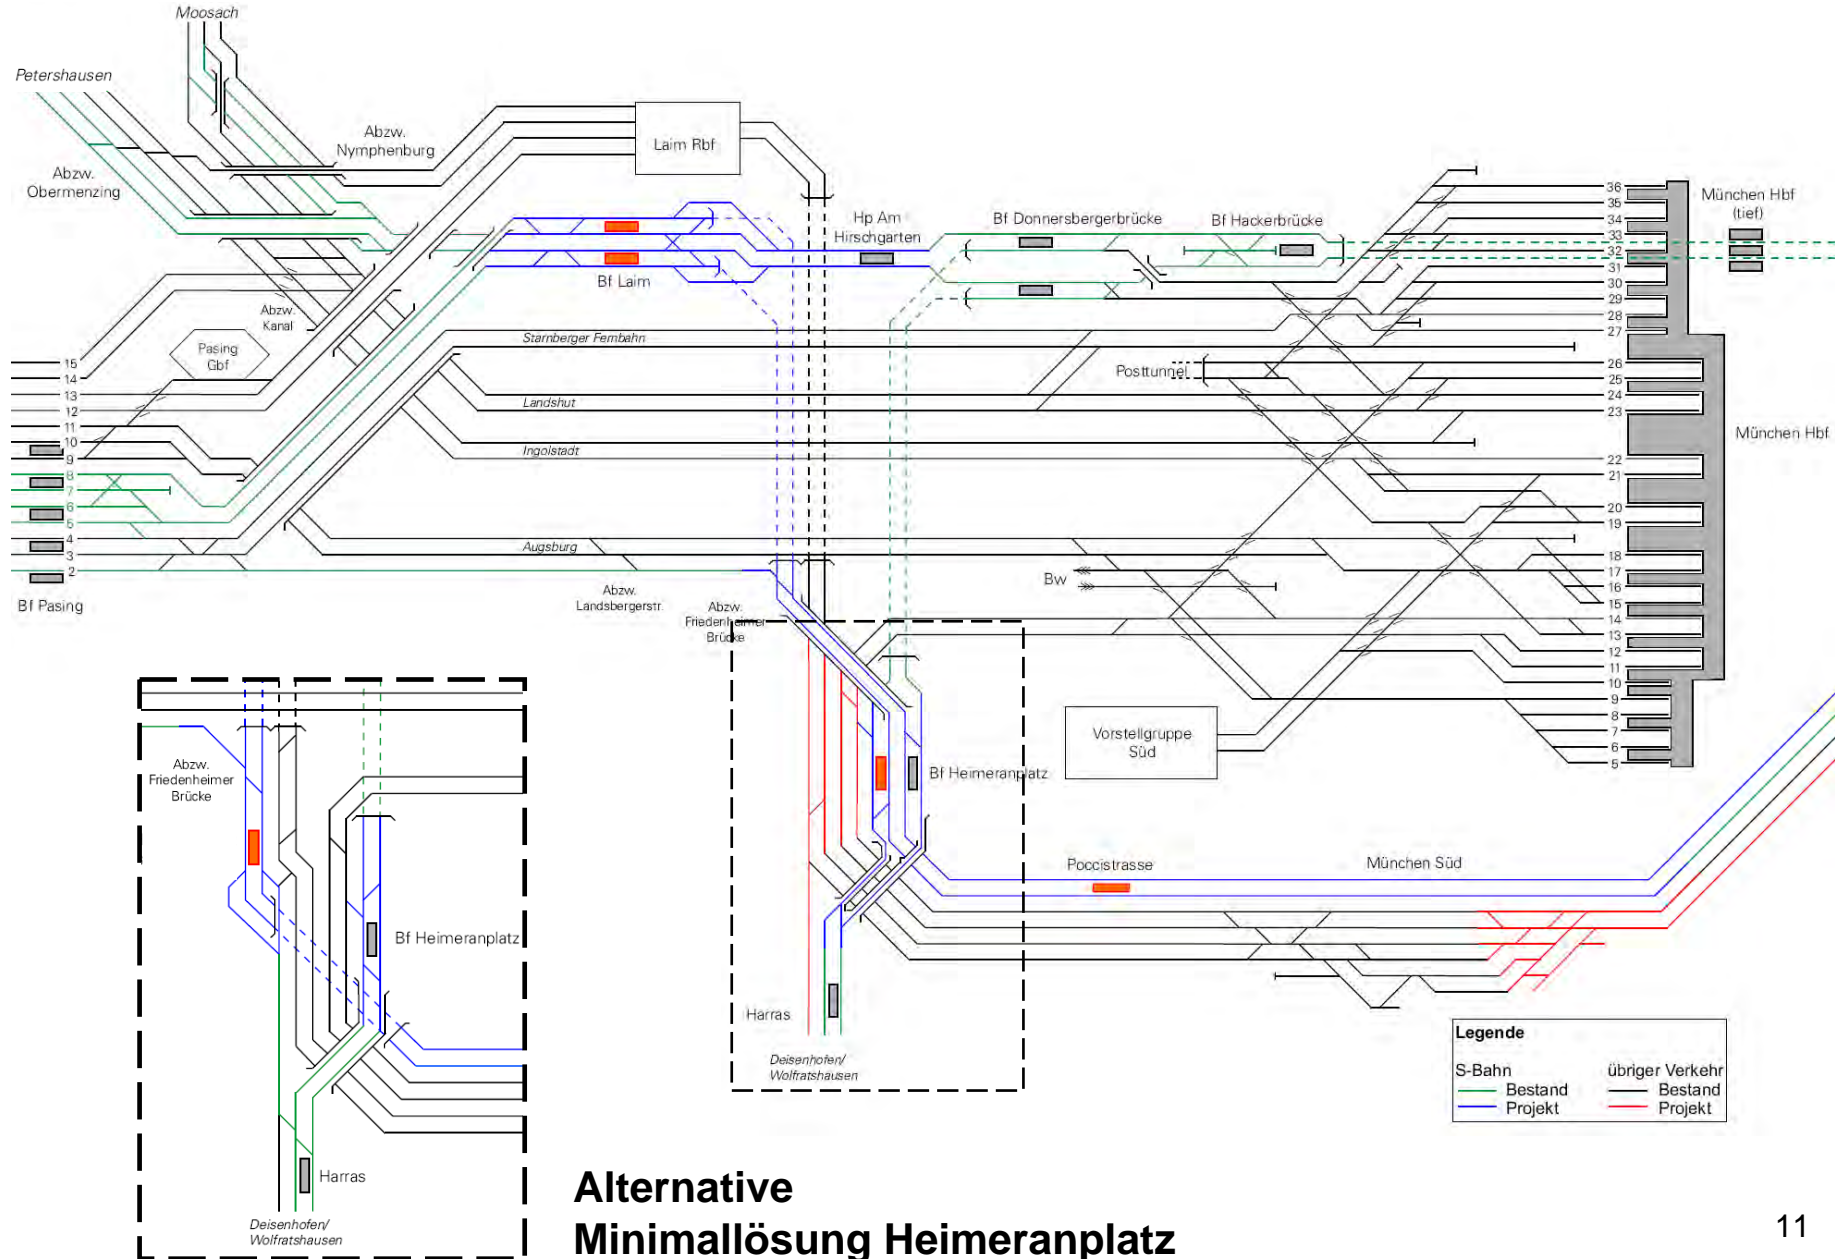 Moosach
Petershausen
Abzw.
Nymphenburg
Abzw.
Obermenzing
Laim Rbf
Hp Am
Hirschgarten
Bf Donnersbergerbrücke
Bf Hackerbrücke
München Hbf
(tief)
Bf Laim
Abzw.
Kanal
Pasing
Gbf
Starnberger Fernbahn
Posttunnel
Landshut
Ingolstadt
Augsburg
München Hbf
36
35
34
33
32
31
30
29
28
27
26
25
24
23
22
21
20
19
18
17
16
15
14
13
12
11
10
9
8
7
6
5
15
14
13
12
11
10
9
8
7
6
5
4
3
2
Bf Pasing
Abzw.
Landsbergerstr.
Abzw.
Friedenheimer
Brücke
Bw
Vorstellgruppe
Süd
Bf Heimeranplatz
Poccistrasse
München Süd
Harras
Deisenhofen/
Wolfratshausen
Abzw.
Friedenheimer
Brücke
Bf Heimeranplatz
Harras
Deisenhofen/
Wolfratshausen
Legende
S-Bahn
übriger Verkehr
Bestand
Bestand
Projekt
Projekt
Alternative
Minimallösung Heimeranplatz
11